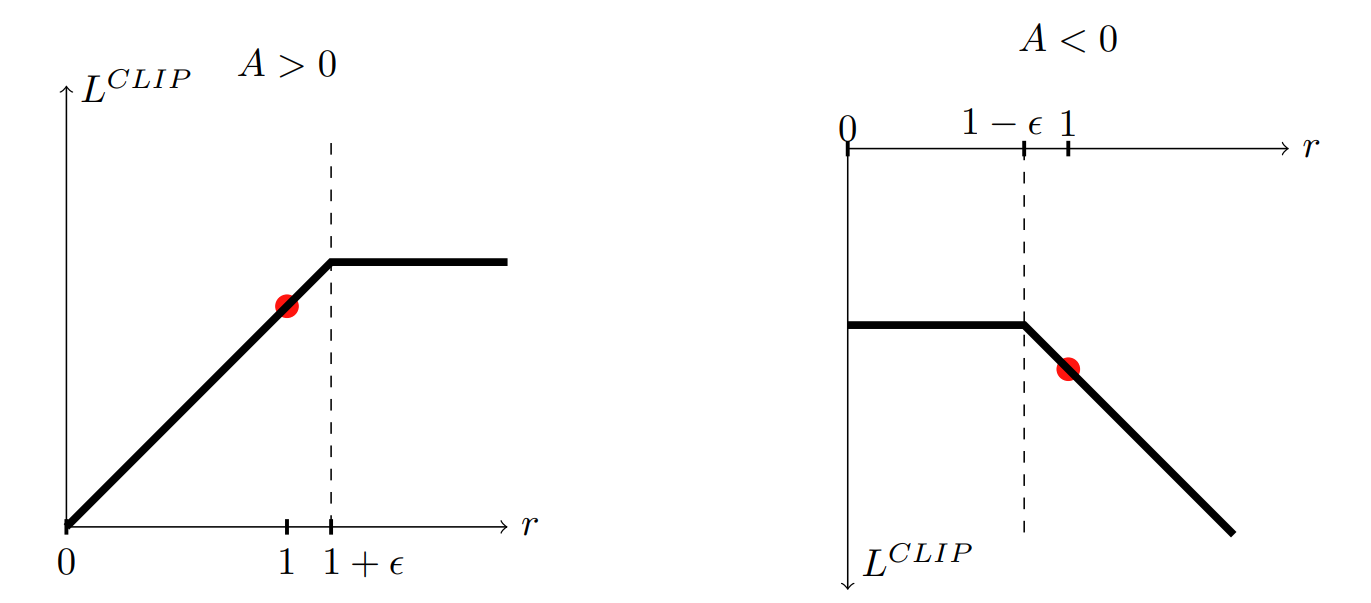 A > 0
L^{CLIP}
r
0 1 1 + ϵ
A < 0
0 1 − ϵ 1
r
L^{CLIP}